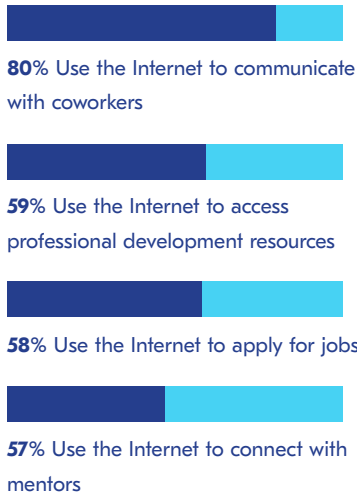 80% Use the Internet to communicate
with coworkers
59% Use the Internet to access
professional development resources
58% Use the Internet to apply for jobs
57% Use the Internet to connect with
mentors